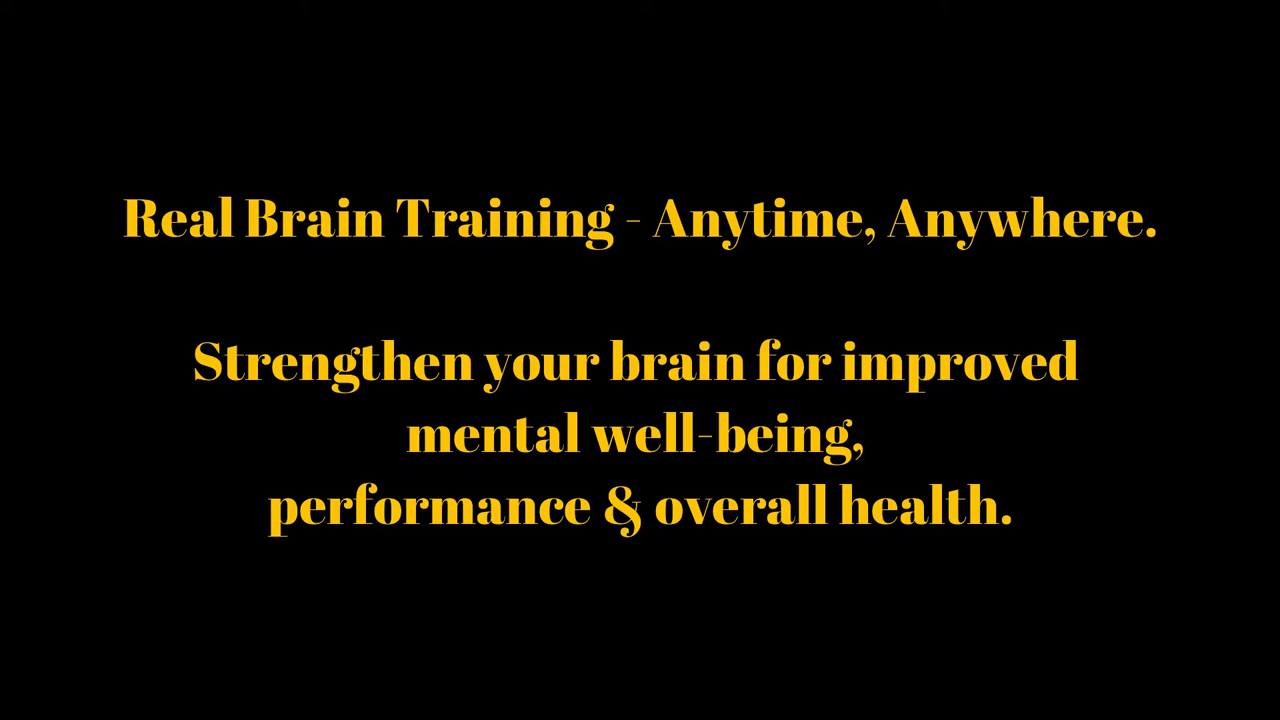 Real Brain Training - Anytime, Anywhere.
Strengthen your brain for improved
mental well-being,
performance & overall health.